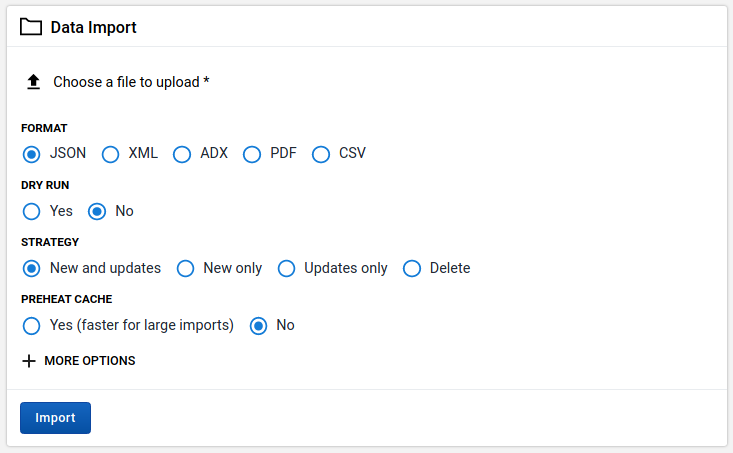 Data Import
Choose a file to upload *
FORMAT
JSON XML ADX PDF CSV
DRY RUN
Yes No
STRATEGY
New and updates New only Updates only Delete
PREHEAT CACHE
Yes (faster for large imports) No
MORE OPTIONS
Import